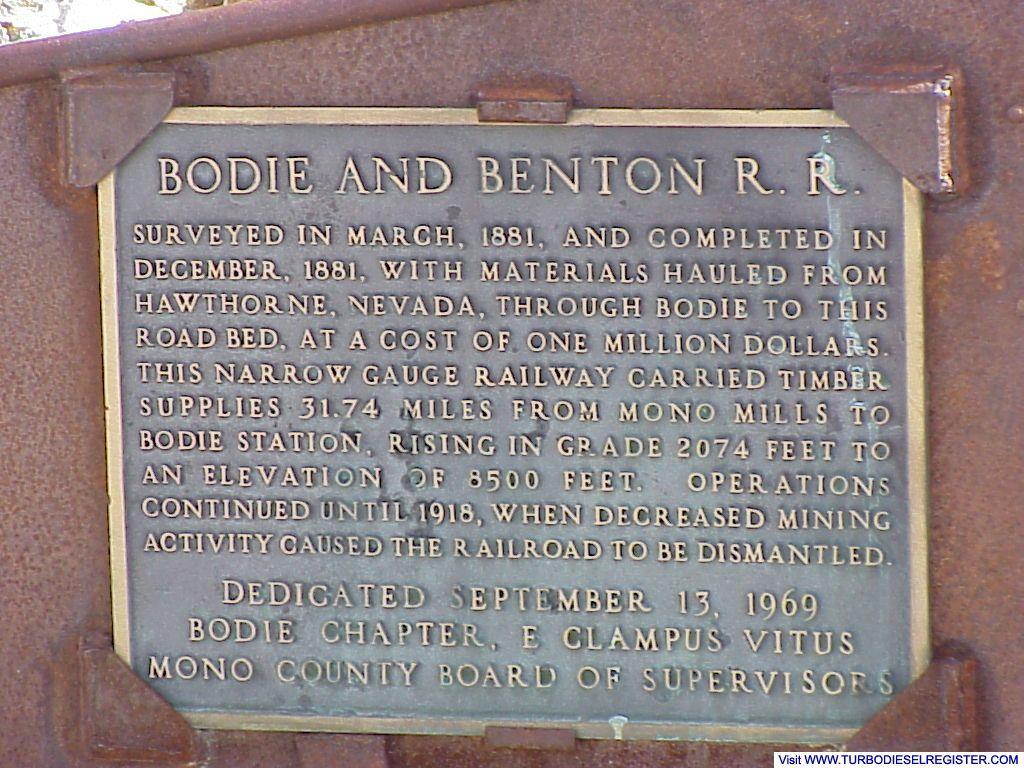 BODIE AND BENTON R. R.
SURVEYED IN MARCH, 1881, AND COMPLETED IN
DECEMBER, 1881, WITH MATERIALS HAULED FROM
HAWTHORNE, NEVADA, THROUGH BODIE TO THIS
ROAD BED, AT A COST OF ONE MILLION DOLLARS.
THIS NARROW GAUGE RAILWAY CARRIED TIMBER
SUPPLIES 31.74 MILES FROM MONO MILLS TO
BODIE STATION, RISING IN GRADE 2074 FEET TO
AN ELEVATION OF 8500 FEET. OPERATIONS
CONTINUED UNTIL 1918, WHEN DECREASED MINING
ACTIVITY CAUSED THE RAILROAD TO BE DISMANTLED.
DEDICATED SEPTEMBER 13, 1969
BODIE CHAPTER, E CLAMPUS VITUS
MONO COUNTY BOARD OF SUPERVISORS
Visit WWW.TURBODIESELREGISTER.COM